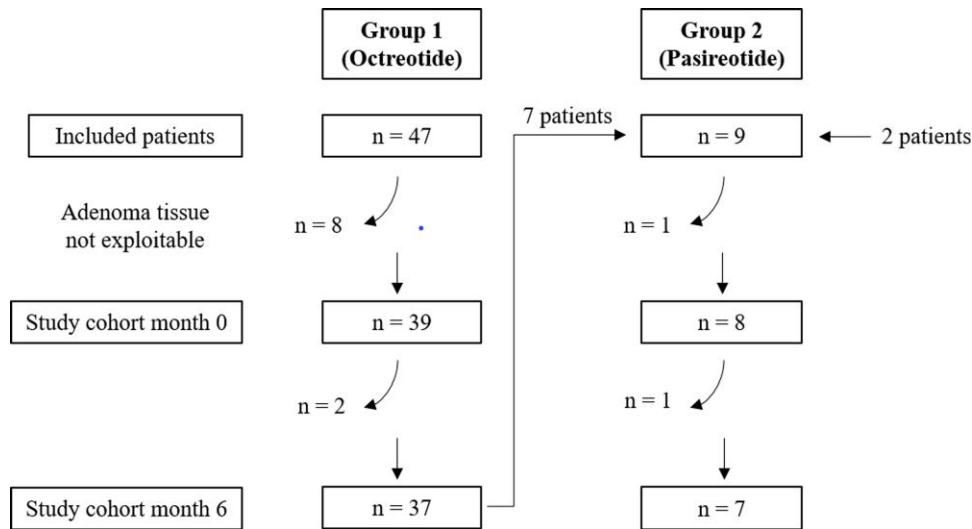 Group 1
(Octreotide)
Group 2
(Pasireotide)
Included patients
n = 47
7 patients
n = 9
2 patients
Adenoma tissue
not exploitable
n = 8
n = 1
Study cohort month 0
n = 39
n = 8
n = 2
n = 1
Study cohort month 6
n = 37
n = 7